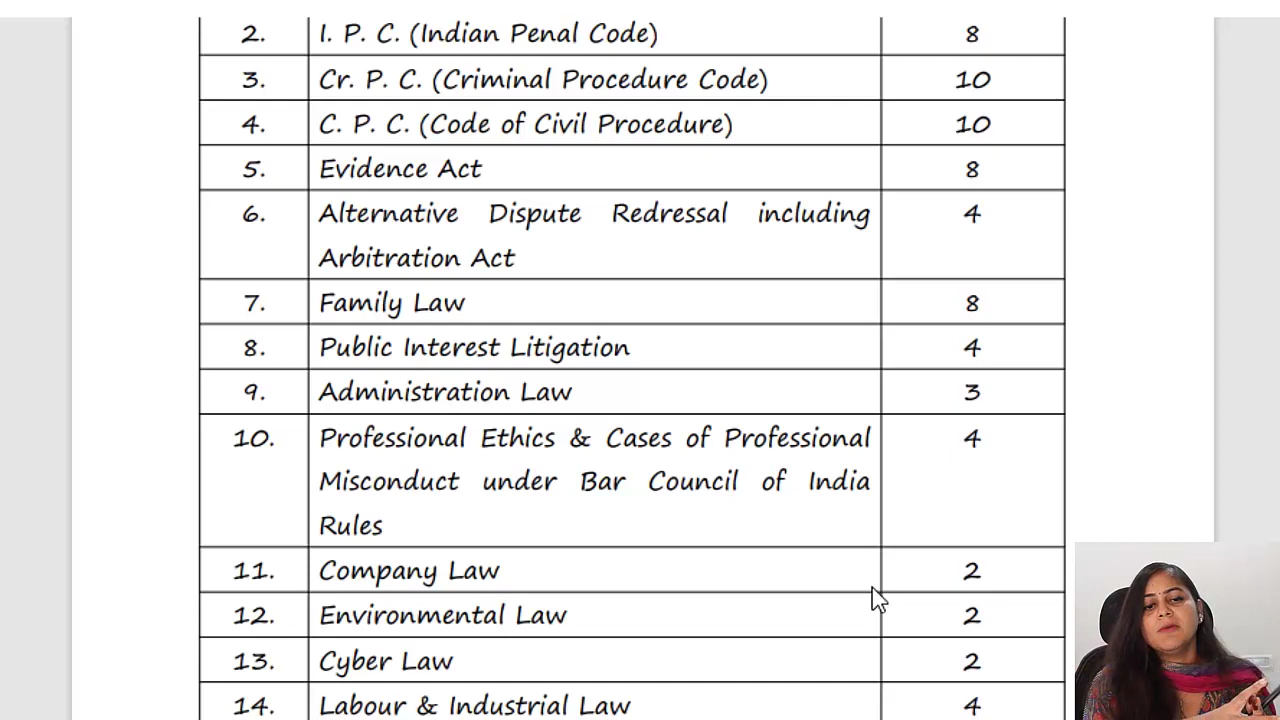 2. I. P. C. (Indian Penal Code) 8
3. Cr. P. C. (Criminal Procedure Code) 10
4. C. P. C. (Code of Civil Procedure) 10
5. Evidence Act 8
6. Alternative Dispute Redressal including 4
Arbitration Act
7. Family Law 8
8. Public Interest Litigation 4
9. Administration Law 3
10. Professional Ethics & Cases of Professional 4
Misconduct under Bar Council of India
Rules
11. Company Law 2
12. Environmental Law 2
13. Cyber Law 2
14. Labour & Industrial Law 4